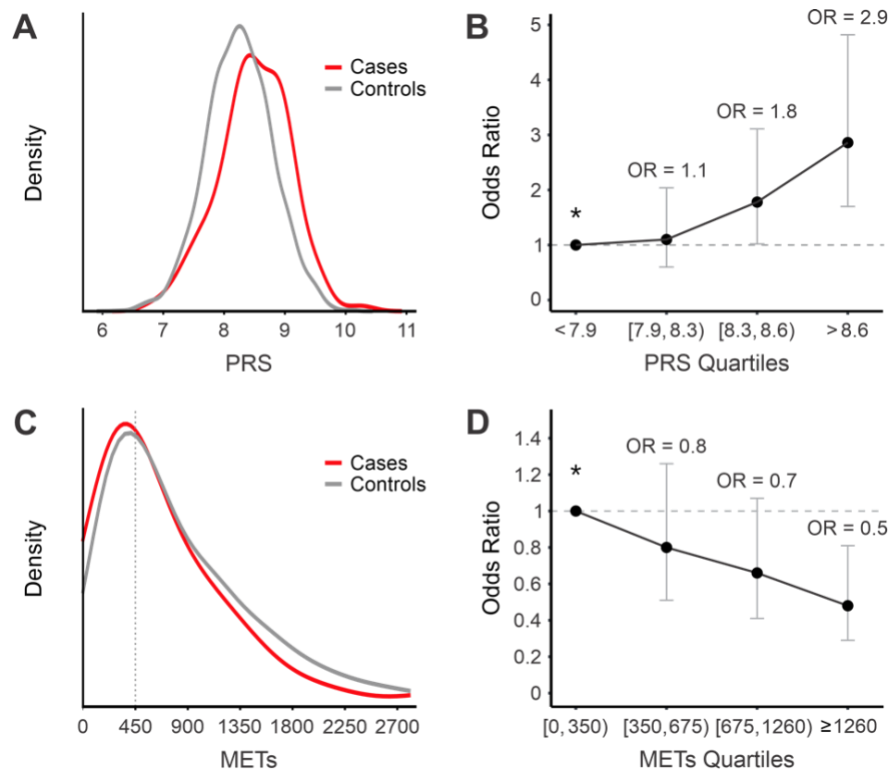 A
Density
Cases
Controls
6 7 8 9 10 11
PRS
B
Odds Ratio
5
4
3
2
1
0
*
OR = 1.1
OR = 1.8
OR = 2.9
<7.9 [7.9,8.3) [8.3,8.6) >8.6
PRS Quartiles
C
Density
Cases
Controls
0 450 900 1350 1800 2250 2700
METs
D
Odds Ratio
1.4
1.2
1
0.8
0.6
0.4
0.2
0
*
OR = 0.8
OR = 0.7
OR = 0.5
[0,350) [350,675) [675,1260) ≥1260
METs Quartiles